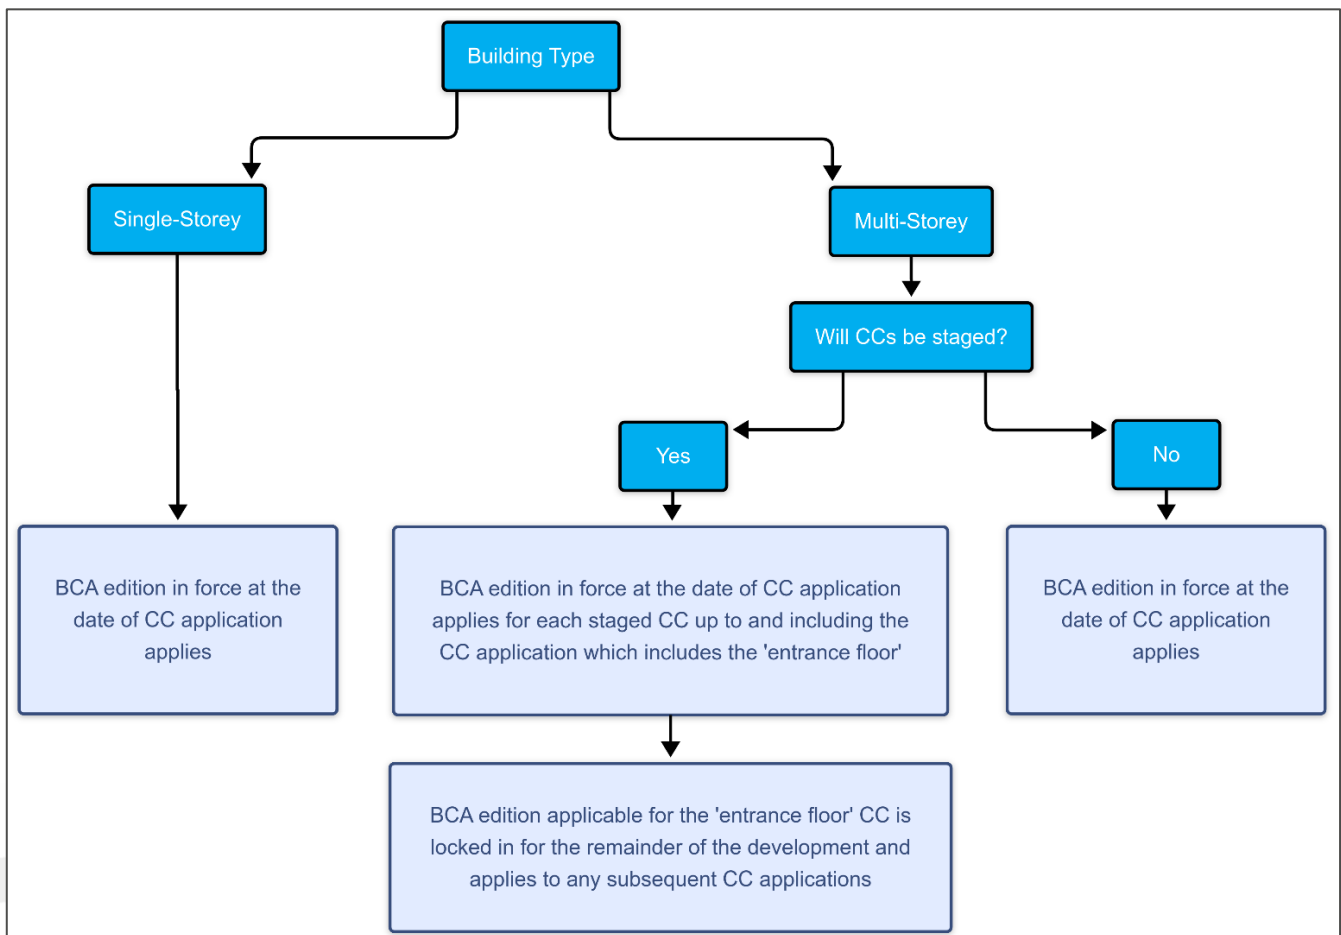 Building Type
Single-Storey
Multi-Storey
Will CCs be staged?
Yes
No
BCA edition in force at the
date of CC application
applies
BCA edition in force at the date of CC application
applies for each staged CC up to and including the
CC application which includes the 'entrance floor'
BCA edition in force at the
date of CC application
applies
BCA edition applicable for the 'entrance floor' CC is
locked in for the remainder of the development and
applies to any subsequent CC applications